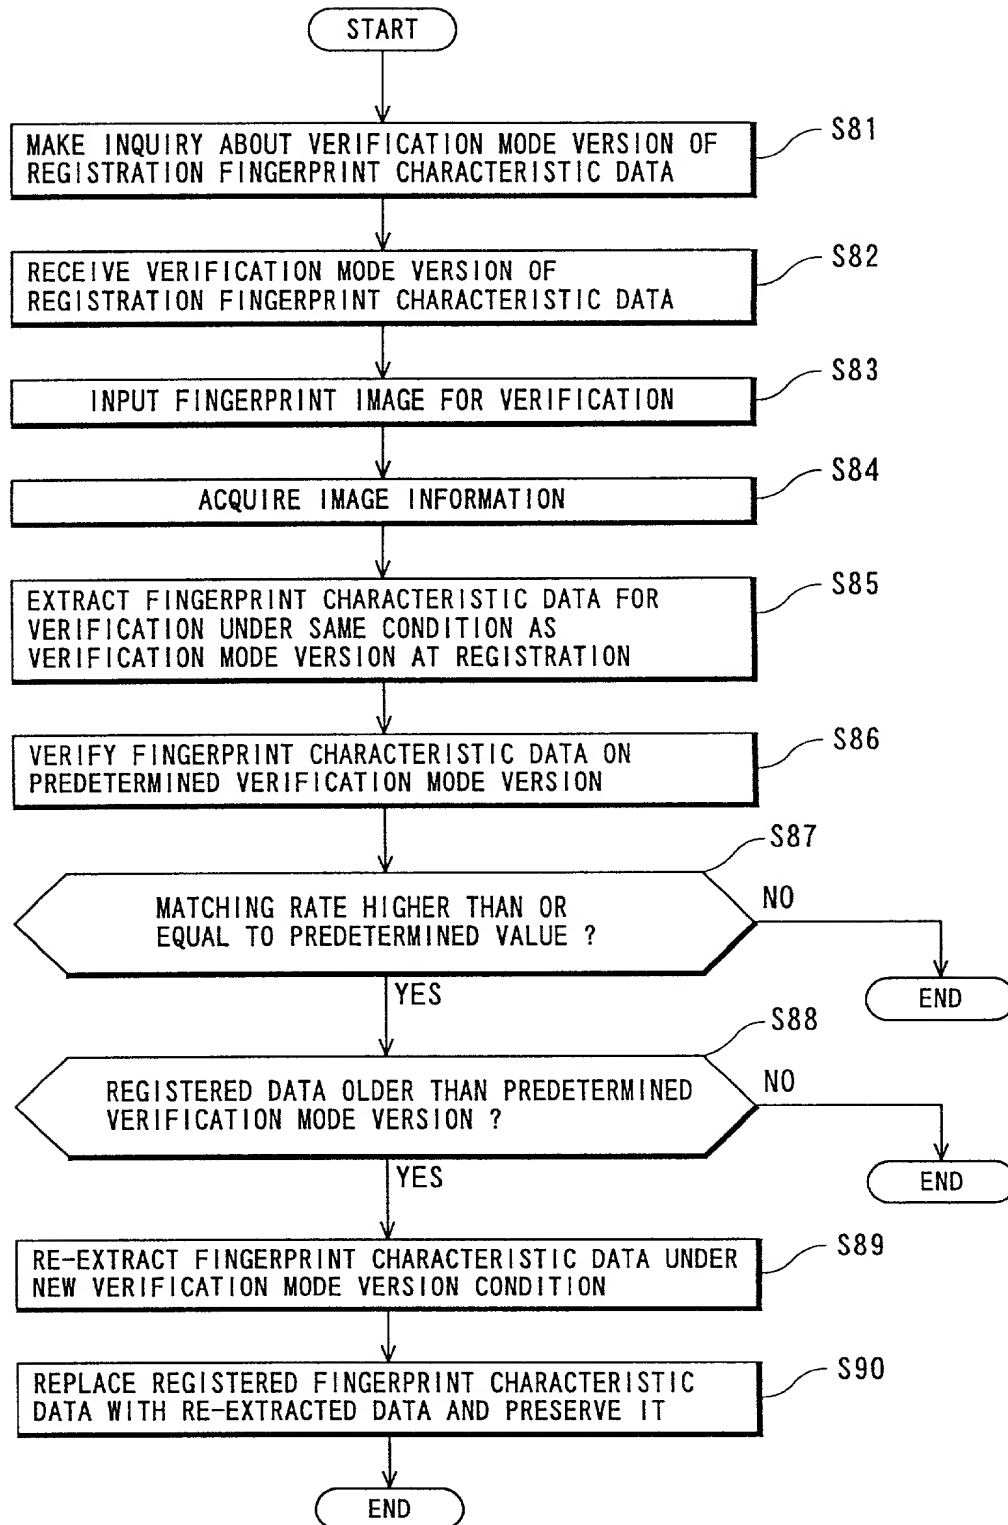 START
S81
MAKE INQUIRY ABOUT VERIFICATION MODE VERSION OF
REGISTRATION FINGERPRINT CHARACTERISTIC DATA
S82
RECEIVE VERIFICATION MODE VERSION OF
REGISTRATION FINGERPRINT CHARACTERISTIC DATA
S83
INPUT FINGERPRINT IMAGE FOR VERIFICATION
S84
ACQUIRE IMAGE INFORMATION
S85
EXTRACT FINGERPRINT CHARACTERISTIC DATA FOR
VERIFICATION UNDER SAME CONDITION AS
VERIFICATION MODE VERSION AT REGISTRATION
S86
VERIFY FINGERPRINT CHARACTERISTIC DATA ON
PREDETERMINED VERIFICATION MODE VERSION
S87
MATCHING RATE HIGHER THAN OR
EQUAL TO PREDETERMINED VALUE ?
NO
END
YES
S88
REGISTERED DATA OLDER THAN PREDETERMINED
VERIFICATION MODE VERSION ?
NO
END
YES
S89
RE-EXTRACT FINGERPRINT CHARACTERISTIC DATA UNDER
NEW VERIFICATION MODE VERSION CONDITION
S90
REPLACE REGISTERED FINGERPRINT CHARACTERISTIC
DATA WITH RE-EXTRACTED DATA AND PRESERVE IT
END